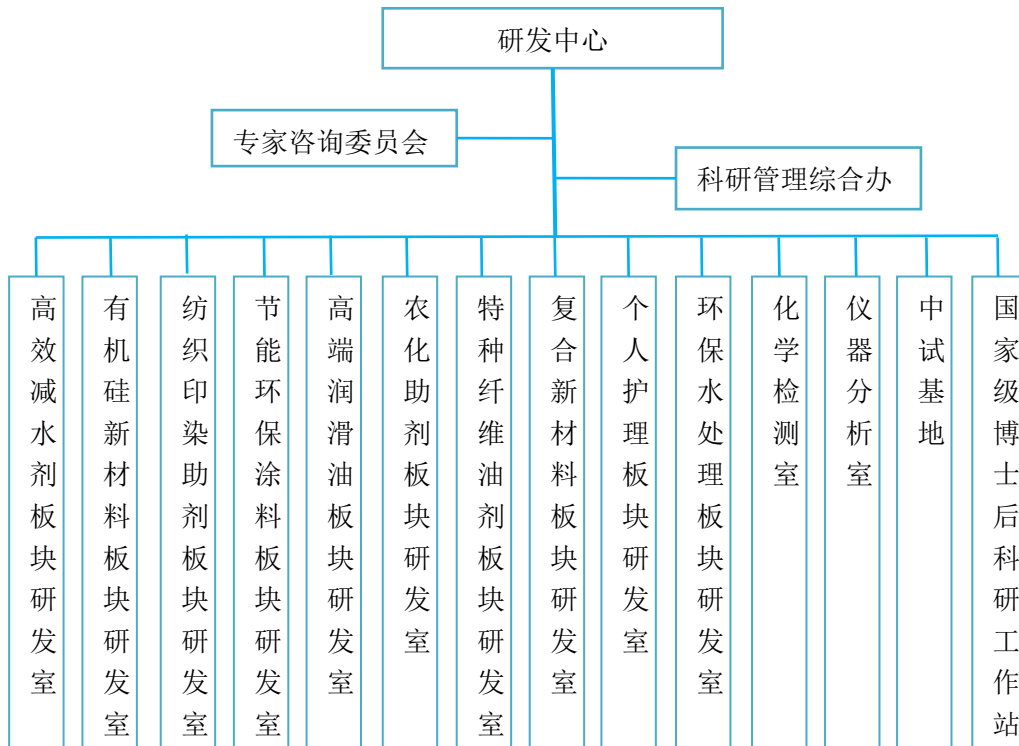 研发中心
专家咨询委员会
科研管理综合办
高效减水剂板块研发室
有机硅新材料板块研发室
纺织印染助剂板块研发室
节能环保涂料板块研发室
高端润滑油板块研发室
农化助剂板块研发室
特种纤维油剂板块研发室
复合新材料板块研发室
个人护理板块研发室
环保水处理板块研发室
化学检测室
仪器分析室
中试基地
国家级博士后科研工作站